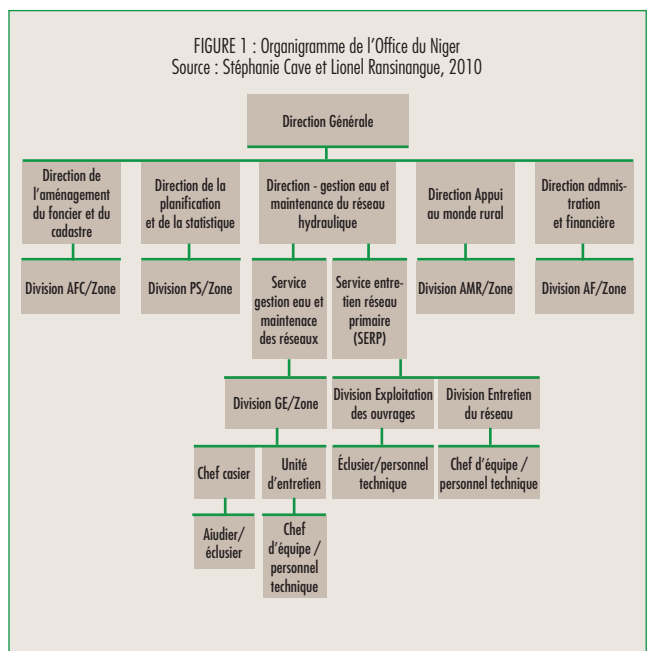 FIGURE 1 : Organigramme de l'Office du Niger
Source : Stéphanie Cave et Lionel Ransinangue, 2010
Direction Générale
Direction de
l'aménagement
du foncier et du
cadastre
Direction de la
planification
et de la statistique
Direction - gestion eau et
maintenance du réseau
hydraulique
Direction Appui
au monde rural
Direction admnis-
tration
et financière
Division AFC/Zone
Division PS/Zone
Service
gestion eau et
maintenace
des réseaux
Service entre-
tien réseau
primaire
(SERP)
Division AMR/Zone
Division AF/Zone
Division GE/Zone
Division Exploitation
des ouvrages
Division Entretien
du réseau
Chef casier
Unité
d'entretien
Éclusier/personnel
technique
Chef d'équipe /
personnel technique
Aiudier/
éclusier
Chef
d'équipe /
personnel
technique